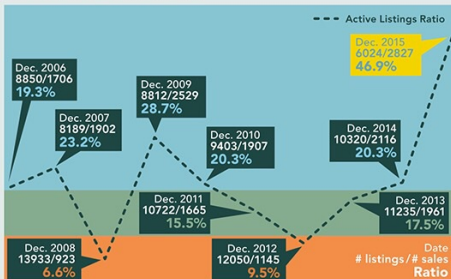 Active Listings Ratio
Dec. 2015
6024/2827
46.9%
Dec. 2006
8850/1706
19.3%
Dec. 2009
8812/2529
28.7%
Dec. 2007
8189/1902
23.2%
Dec. 2010
9403/1907
20.3%
Dec. 2014
10320/2116
20.3%
Dec. 2011
10722/1665
15.5%
Dec. 2013
11235/1961
17.5%
Dec. 2008
13933/923
6.6%
Dec. 2012
12050/1145
9.5%
Date
# listings/# sales
Ratio